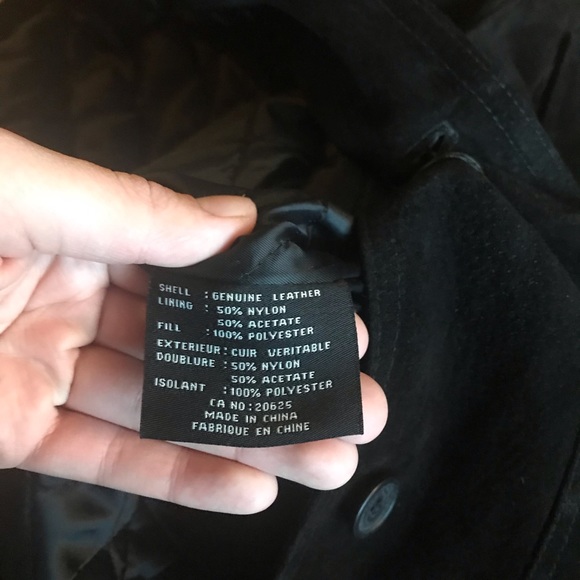 SHELL : GENUINE LEATHER
LINING : 50% NYLON
50% ACETATE
FILL : 100% POLYESTER
EXTERIEUR : CUIR VERITABLE
DOUBLURE : 50% NYLON
50% ACETATE
ISOLANT : 100% POLYESTER
CA NO: 20625
MADE IN CHINA
FABRIQUE EN CHINE